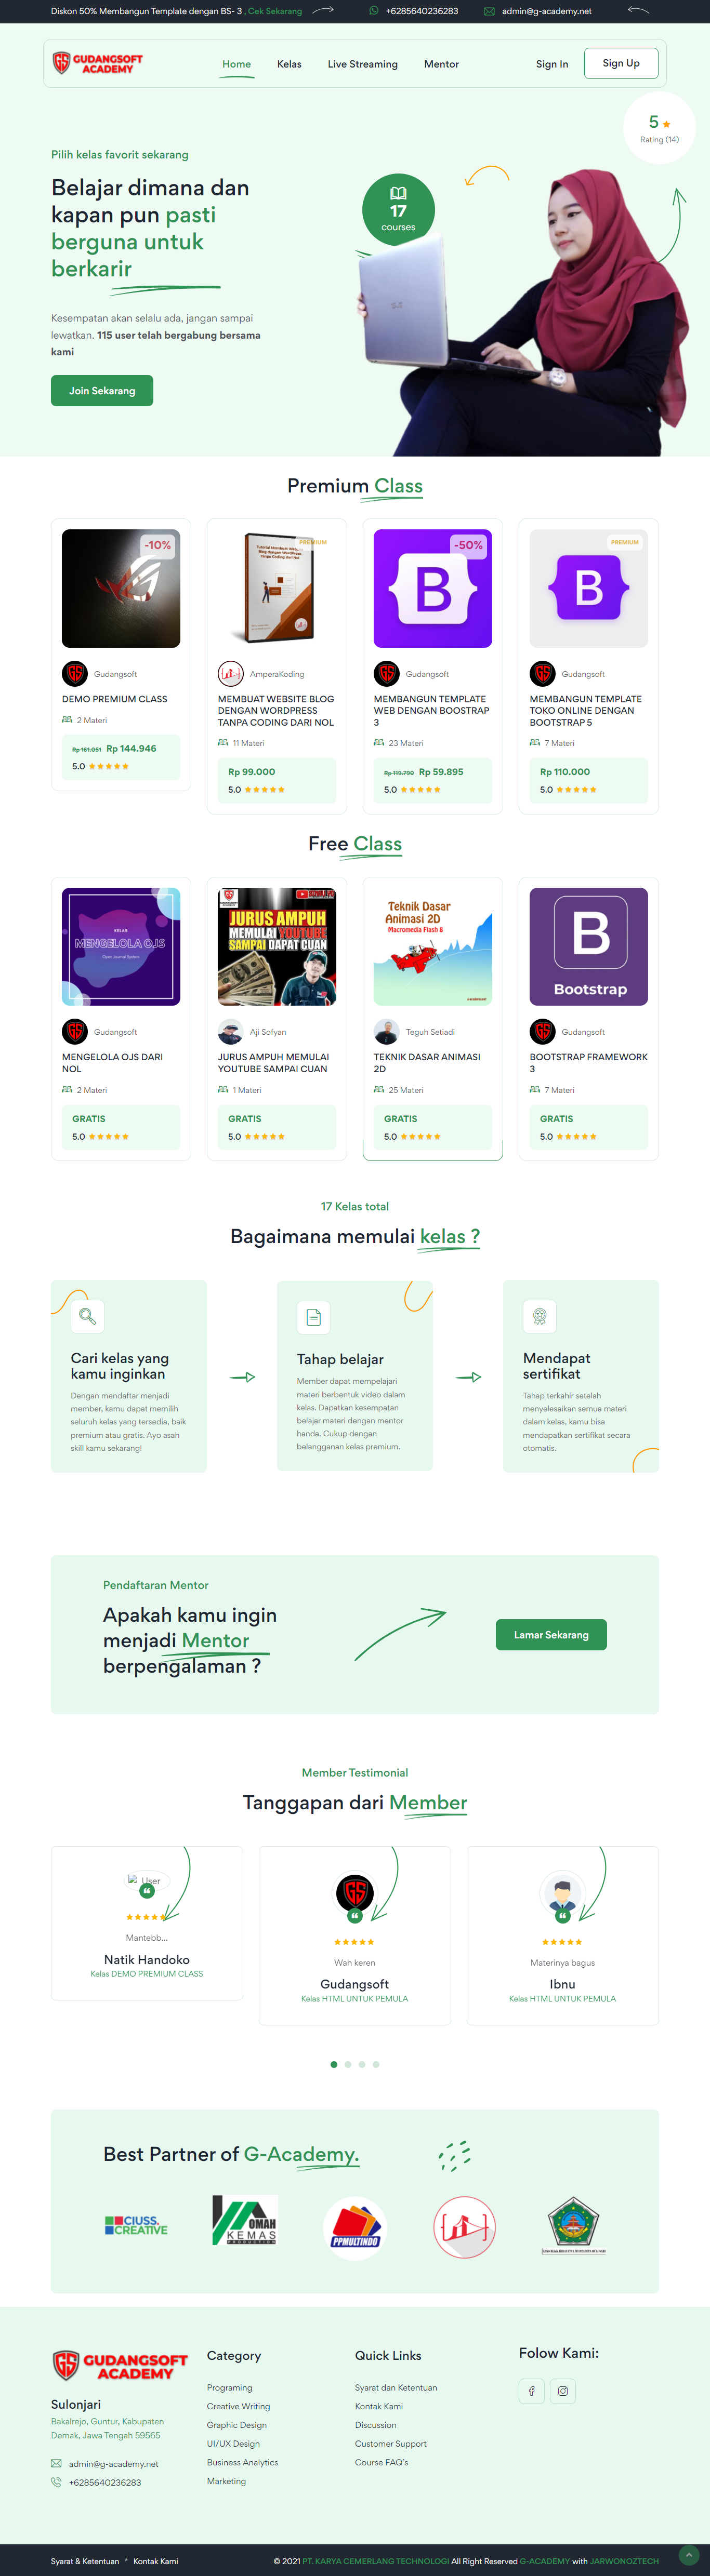 Diskon 50% Membangun Template dengan BS- 3 , Cek Sekarang
+6285640236283
admin@g-academy.net
GUDANGSOFT
ACADEMY
Home
Kelas
Live Streaming
Mentor
Sign In
Sign Up
5
Rating (14)
Pilih kelas favorit sekarang
Belajar dimana dan
kapan pun pasti
berguna untuk
berkarir
17
courses
Kesempatan akan selalu ada, jangan sampai
lewatkan. 115 user telah bergabung bersama
kami
Join Sekarang
Premium Class
-10%
Gudangsoft
DEMO PREMIUM CLASS
2 Materi
Rp 161.051 Rp 144.946
5.0
PREMIUM
AmperaKoding
MEMBUAT WEBSITE BLOG
DENGAN WORDPRESS
TANPA CODING DARI NOL
11 Materi
Rp 99.000
5.0
-50%
B
Gudangsoft
MEMBANGUN TEMPLATE
WEB DENGAN BOOSTRAP
3
23 Materi
Rp 119.790 Rp 59.895
5.0
PREMIUM
B
Gudangsoft
MEMBANGUN TEMPLATE
TOKO ONLINE DENGAN
BOOTSTRAP 5
7 Materi
Rp 110.000
5.0
Free Class
KELAS
MENGELOLA OJS
Open Journal System
Gudangsoft
MENGELOLA OJS DARI
NOL
2 Materi
GRATIS
5.0
JURUS AMPUH
MEMULAI YOUTUBE
SAMPAI DAPAT CUAN
Aji Sofyan
JURUS AMPUH MEMULAI
YOUTUBE SAMPAI CUAN
1 Materi
GRATIS
5.0
Teknik Dasar
Animasi 2D
Macromedia Flash 8
Teguh Setiadi
TEKNIK DASAR ANIMASI
2D
25 Materi
GRATIS
5.0
B
Bootstrap
Gudangsoft
BOOTSTRAP FRAMEWORK
3
7 Materi
GRATIS
5.0
17 Kelas total
Bagaimana memulai kelas ?
Cari kelas yang
kamu inginkan
Dengan mendaftar menjadi
member, kamu dapat memilih
seluruh kelas yang tersedia, baik
premium atau gratis. Ayo asah
skill kamu sekarang!
Tahap belajar
Member dapat mempelajari
materi berbentuk video dalam
kelas. Dapatkan kesempatan
belajar materi dengan mentor
handa. Cukup dengan
belangganan kelas premium.
Mendapat
sertifikat
Tahap terkahir setelah
menyelesaikan semua materi
dalam kelas, kamu bisa
mendapatkan sertifikat secara
otomatis.
Pendaftaran Mentor
Apakah kamu ingin
menjadi Mentor
berpengalaman ?
Lamar Sekarang
Member Testimonial
Tanggapan dari Member
User
Mantebb...
Natik Handoko
Kelas DEMO PREMIUM CLASS
Wah keren
Gudangsoft
Kelas HTML UNTUK PEMULA
Materinya bagus
Ibnu
Kelas HTML UNTUK PEMULA
Best Partner of G-Academy.
CIUSS.
CREATIVE
OMAH
KEMAS
PRODUCTION
PPMULTINDO
GUDANGSOFT
ACADEMY
Sulonjari
Bakalrejo, Guntur, Kabupaten
Demak, Jawa Tengah 59565
admin@g-academy.net
+6285640236283
Category
Programing
Creative Writing
Graphic Design
UI/UX Design
Business Analytics
Marketing
Quick Links
Syarat dan Ketentuan
Kontak Kami
Discussion
Customer Support
Course FAQ's
Folow Kami:
Syarat & Ketentuan
Kontak Kami
© 2021 PT. KARYA CEMERLANG TECHNOLOGI All Right Reserved G-ACADEMY with JARWONOZTECH